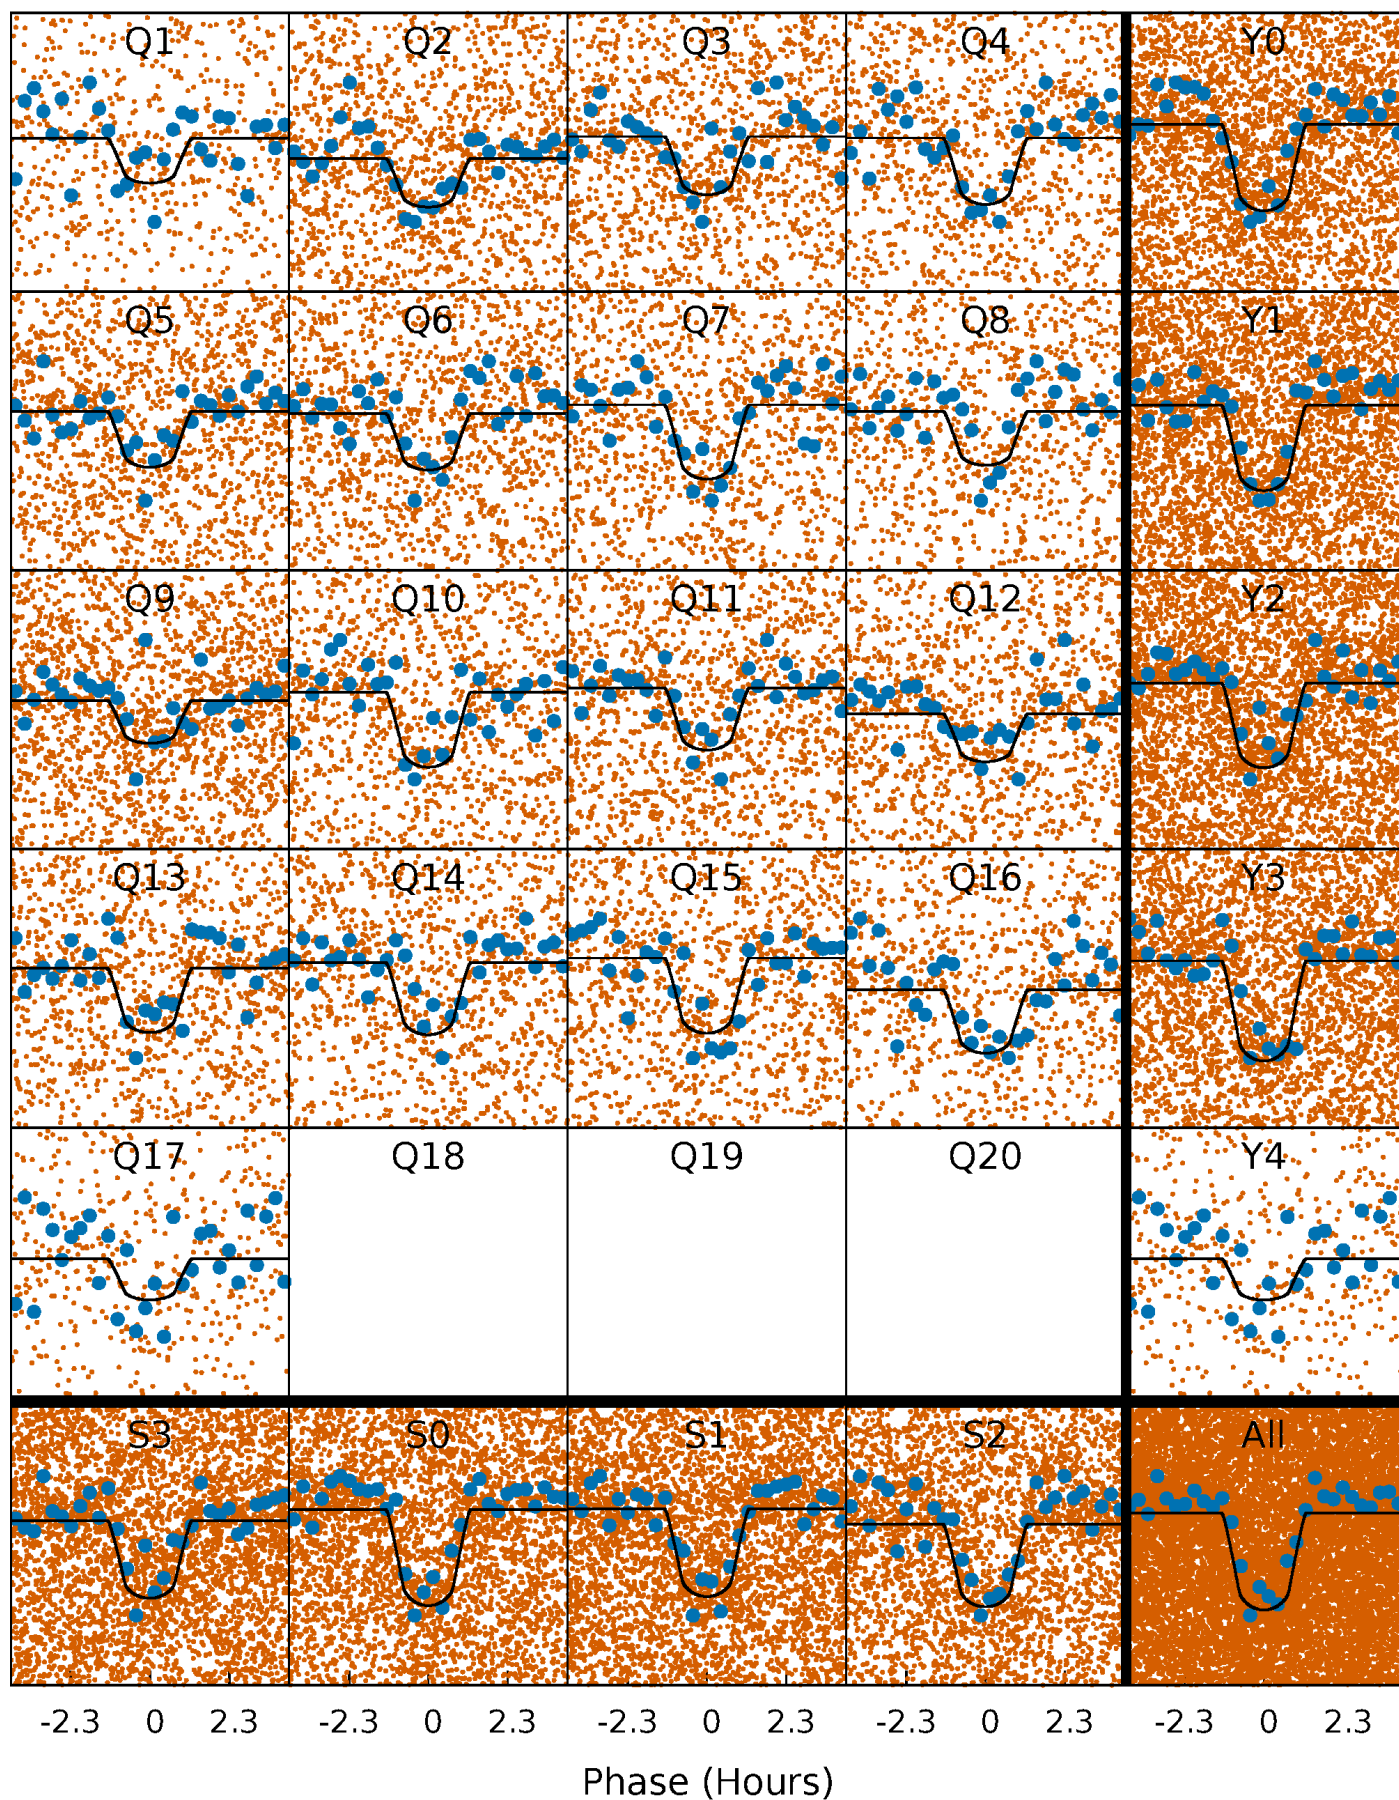 Q1 Q2 Q3 Q4 Y0
Q5 Q6 Q7 Q8 Y1
Q9 Q10 Q11 Q12 Y2
Q13 Q14 Q15 Q16 Y3
Q17 Q18 Q19 Q20 Y4
S3 S0 S1 S2 All
-2.3 0 2.3 -2.3 0 2.3 -2.3 0 2.3 -2.3 0 2.3 -2.3 0 2.3
Phase (Hours)